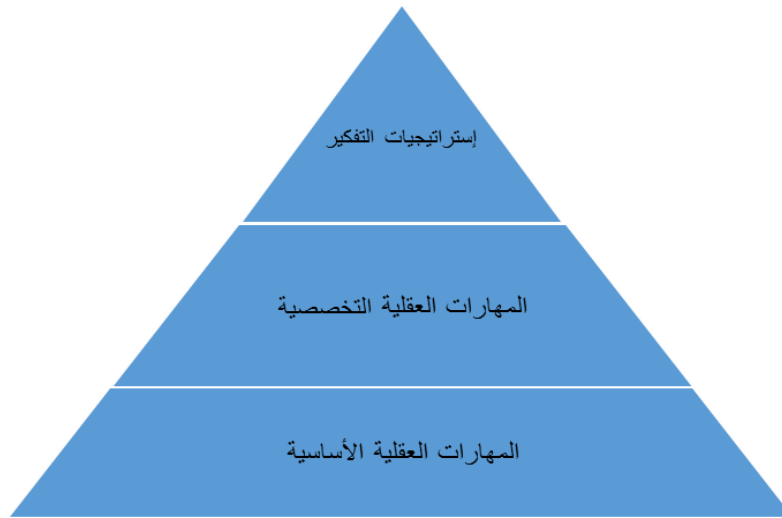 إستراتيجيات التفكير
المهارات العقلية التخصصية
المهارات العقلية الأساسية